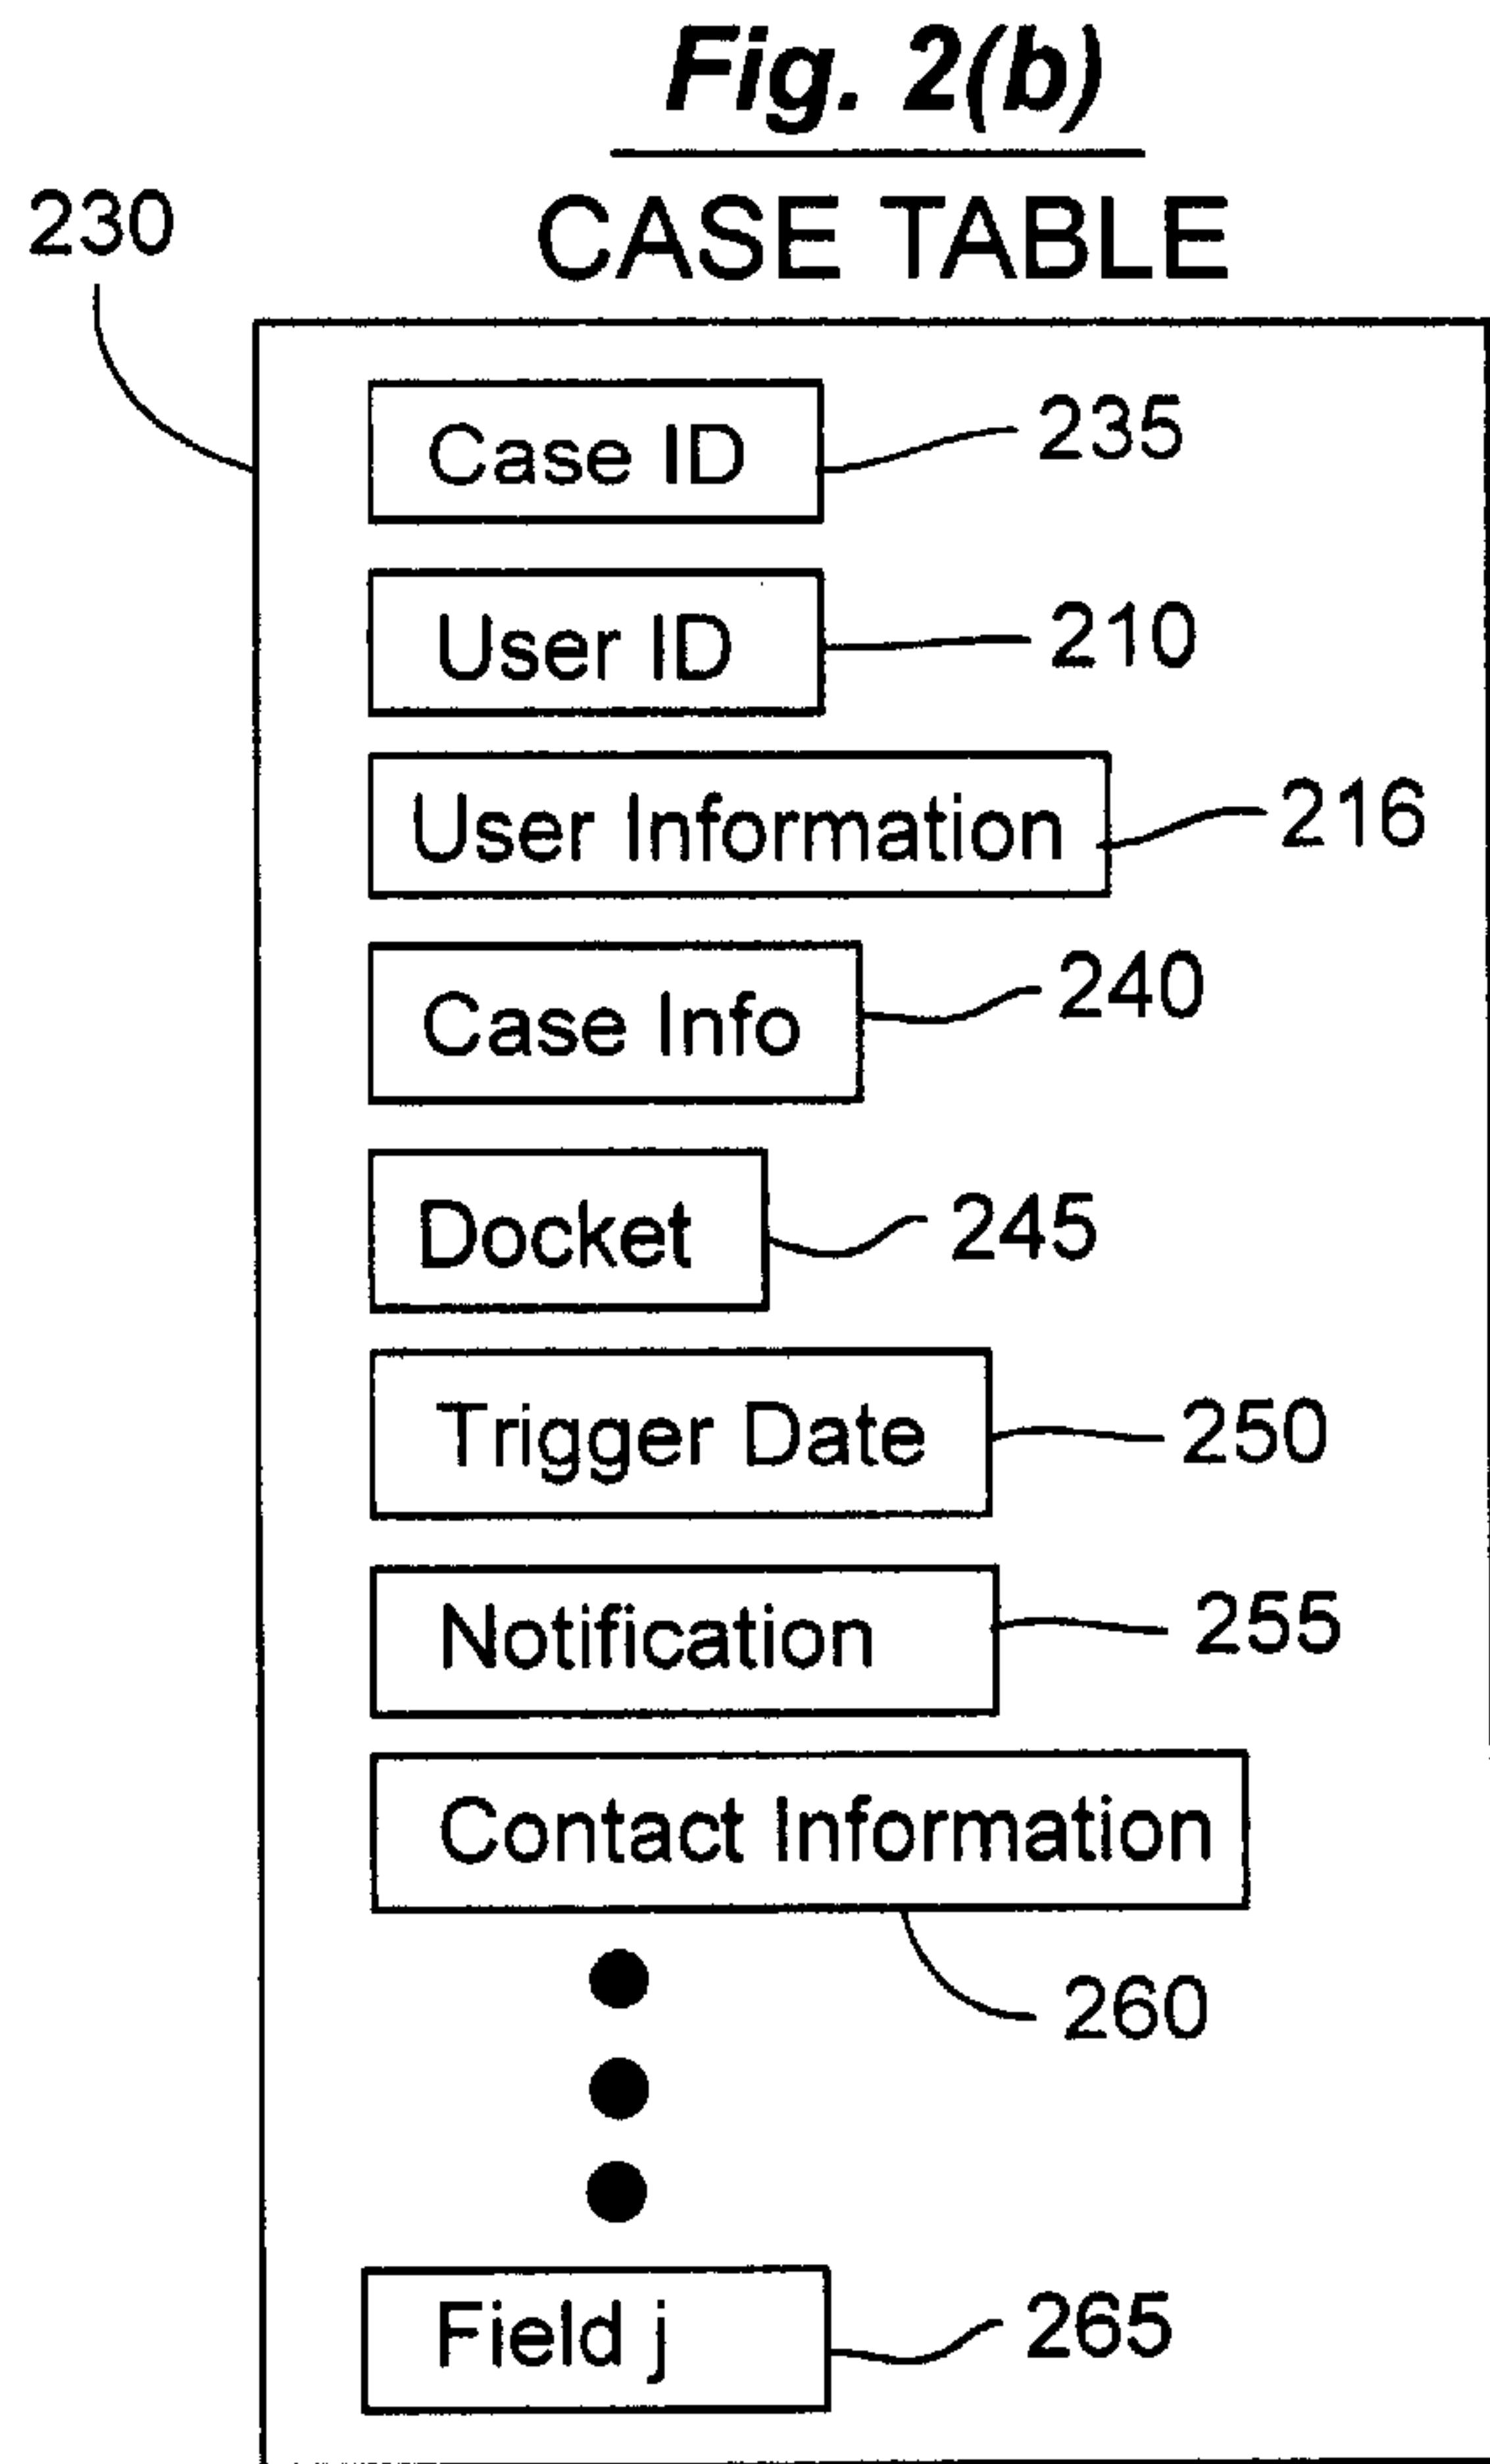 Fig. 2(b)
230
CASE TABLE
Case ID 235
User ID 210
User Information 216
Case Info 240
Docket 245
Trigger Date 250
Notification 255
Contact Information
260
Field j 265